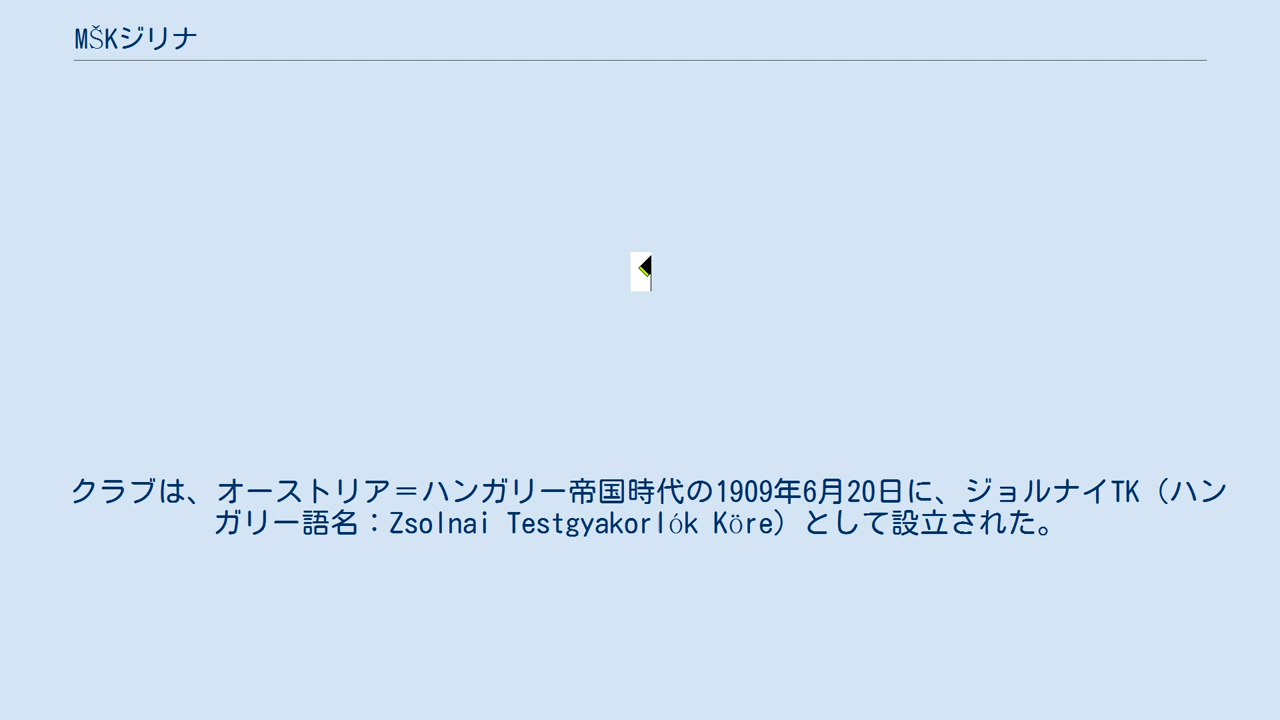 MŠKジリナ
クラブは、オーストリア＝ハンガリー帝国時代の1909年6月20日に、ジョルナイTK（ハン
ガリー語名：Zsolnai Testgyakorlók Köre）として設立された。